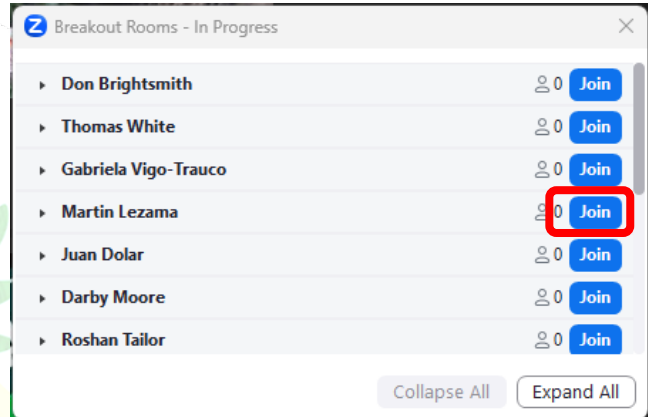 Z Breakout Rooms - In Progress
Don Brightsmith 0 Join
Thomas White 0 Join
Gabriela Vigo-Trauco 0 Join
Martin Lezama 0 Join
Juan Dolar 0 Join
Darby Moore 0 Join
Roshan Tailor 0 Join
Collapse All Expand All